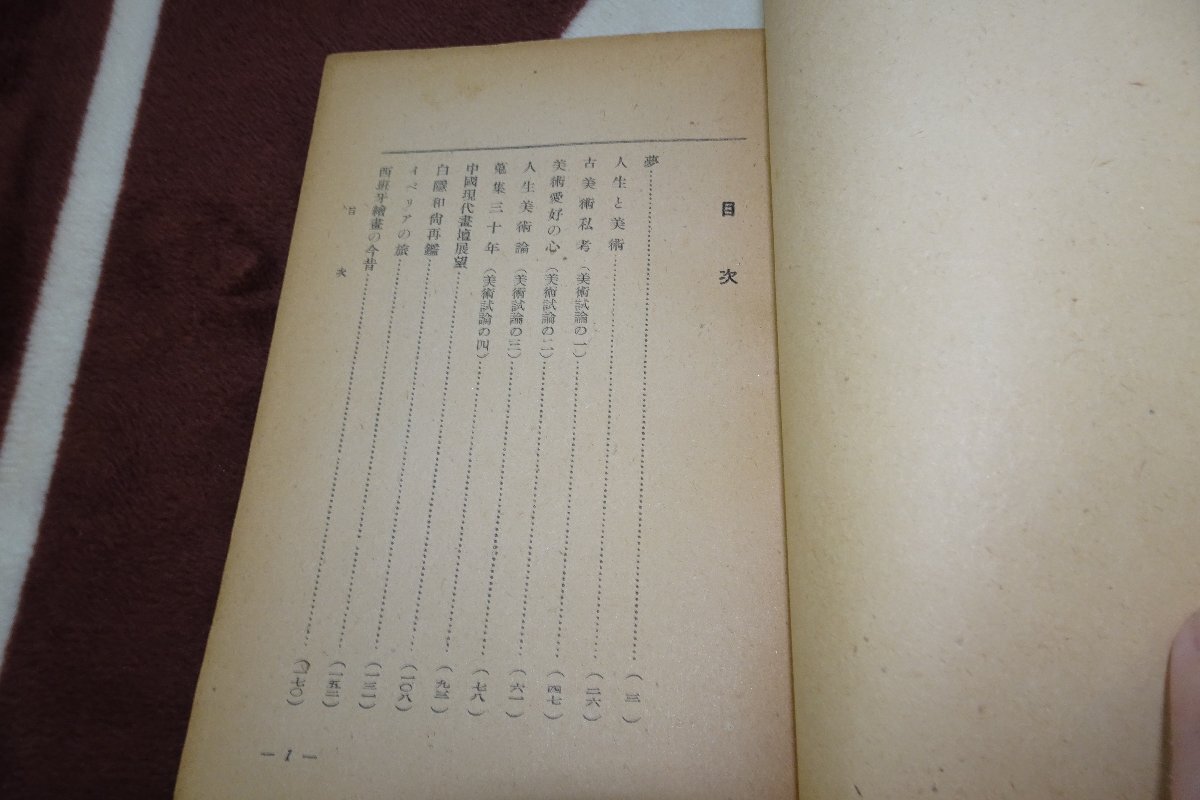 目次
夢……(三)
人生と美術……(二六)
古美術私考(美術試論の一)……(四七)
美術愛好の心(美術試論の二)……(六一)
人生美術論(美術試論の三)……(七八)
蒐集三十年(美術試論の四)……(九三)
中國現代畫壇展望……(一〇八)
白隱和尚再鑑……(一三一)
イベリアの旅……(一五二)
西班牙繪畫の今昔……(一七〇)
目次
— 1 —